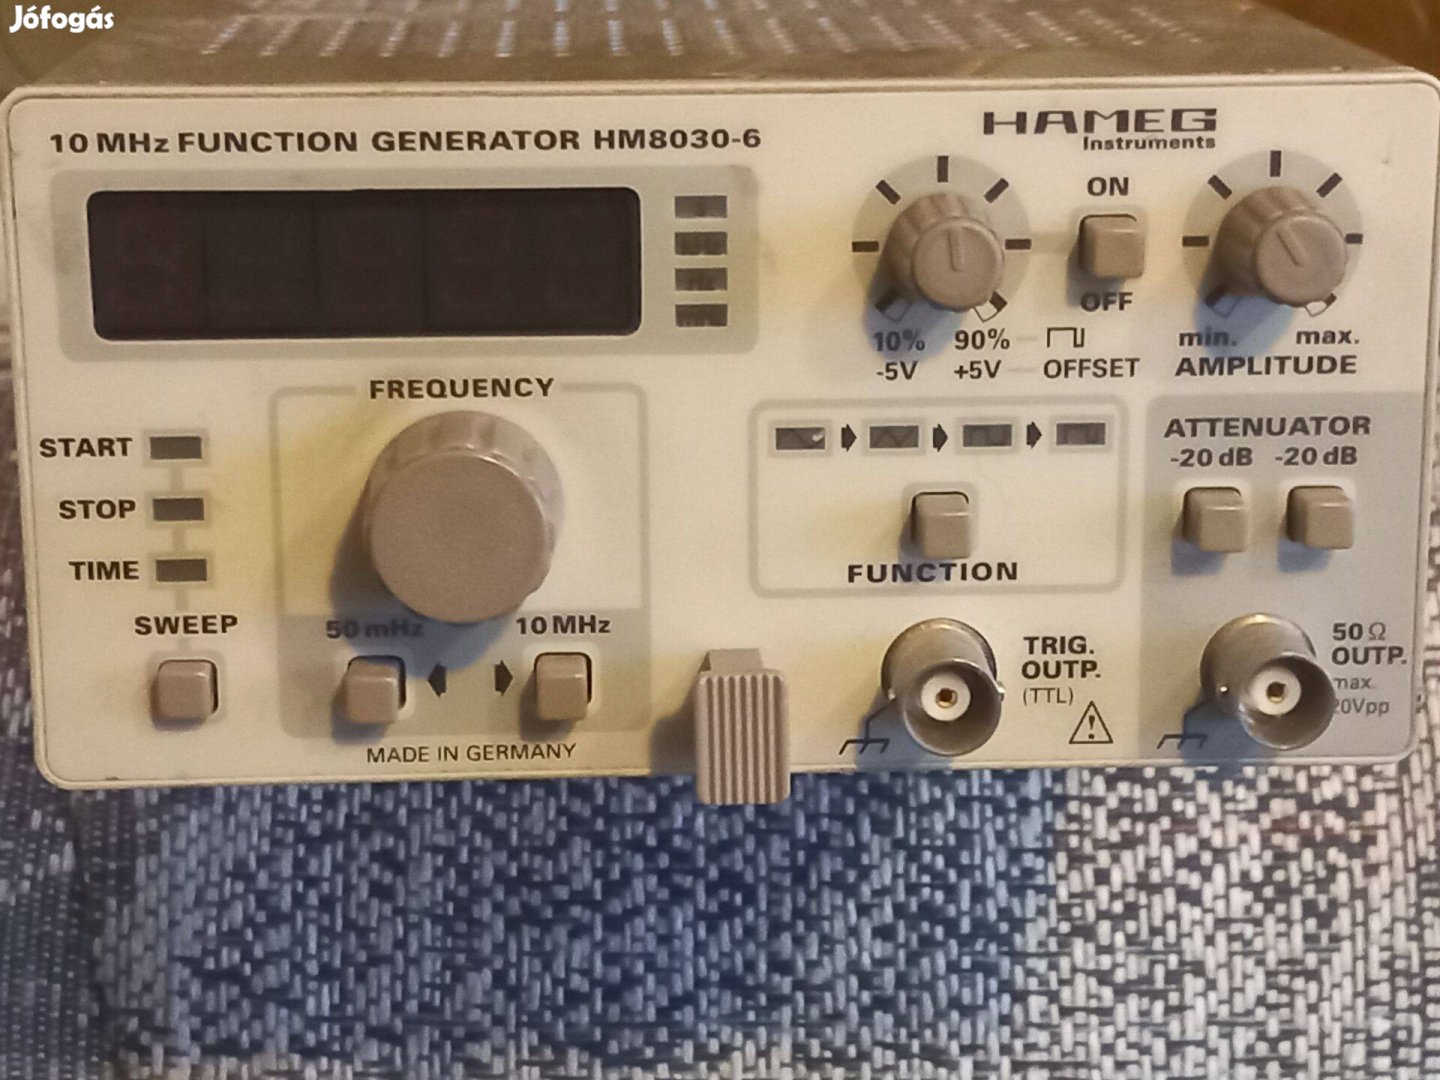 Jófogás
10 MHz FUNCTION GENERATOR HM8030-6
HAMEG
Instruments
ON
OFF
10% 90%
-5V +5V OFFSET
min. max.
AMPLITUDE
FREQUENCY
START
STOP
TIME
SWEEP
50 mHz 10 MHz
MADE IN GERMANY
FUNCTION
ATTENUATOR
-20 dB -20 dB
TRIG.
OUTP.
(TTL)
50 Ω
OUTP.
max.
20Vpp